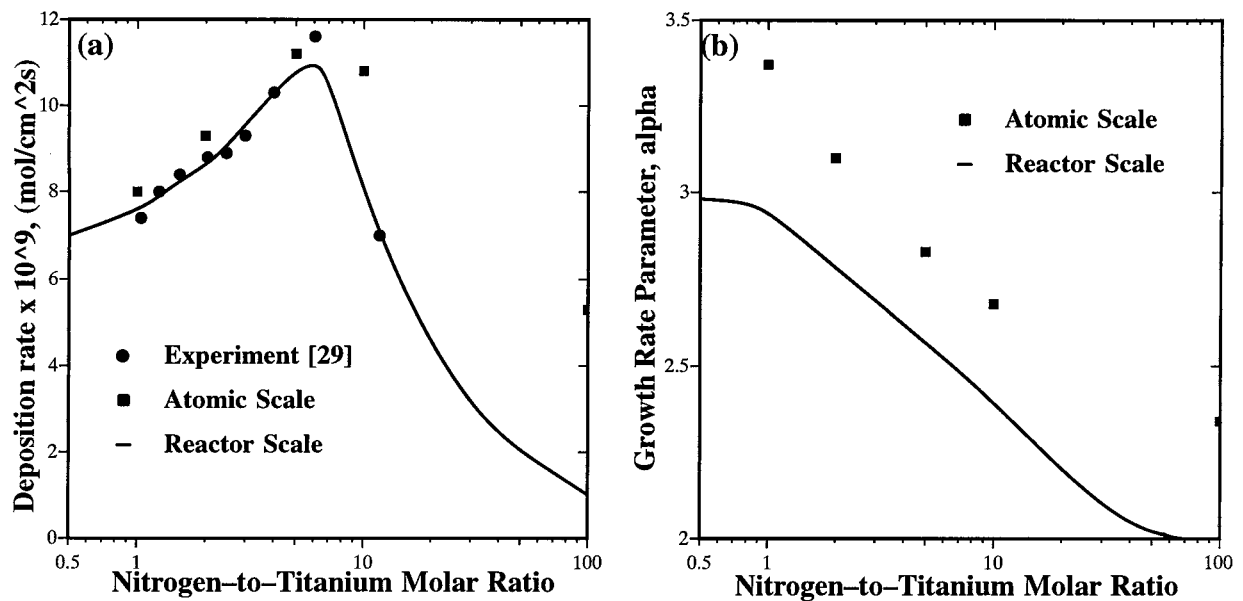 (a)
Deposition rate x 10^9, (mol/cm^2s)
12
10
8
6
4
2
0
Experiment [29]
Atomic Scale
Reactor Scale
0.5
1
10
100
Nitrogen–to–Titanium Molar Ratio
(b)
Growth Rate Parameter, alpha
3.5
3
2.5
2
Atomic Scale
Reactor Scale
0.5
1
10
100
Nitrogen–to–Titanium Molar Ratio